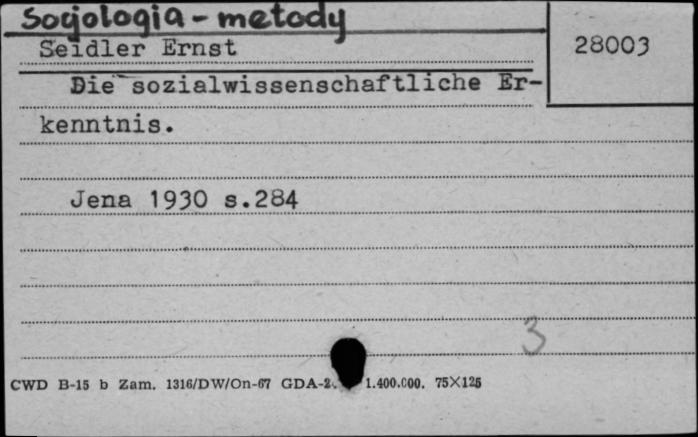 Socjologia - metody
Seidler Ernst
28003
Die sozialwissenschaftliche Er-
kenntnis.
Jena 1930 s.284
3
CWD B-15 b Zam. 1316/DW/On-67 GDA-2. 1.400.000. 75X125